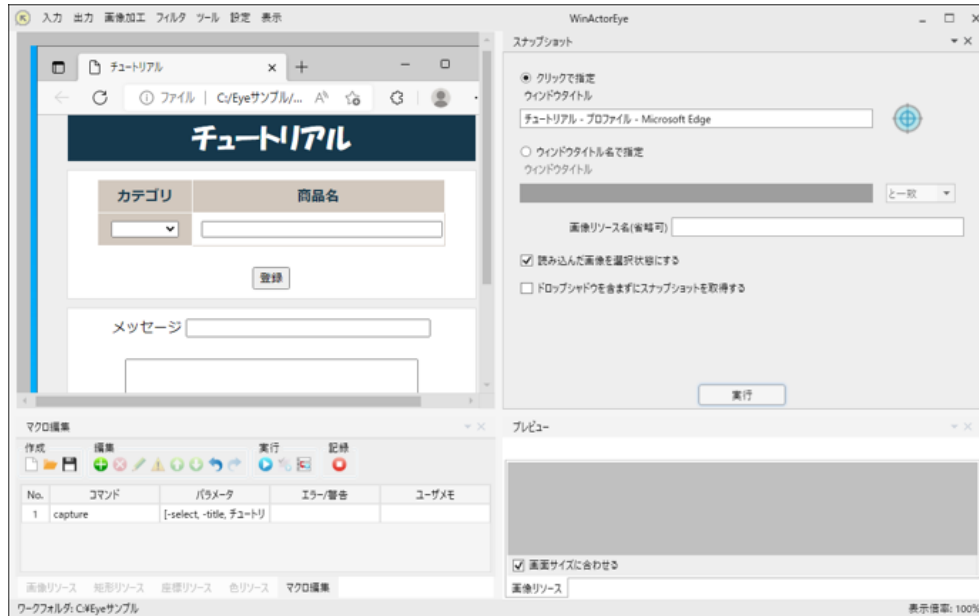 入力 出力 画像加工 フィルタ ツール 設定 表示
WinActorEye
チュートリアル
ファイル | C:/Eyeサンプル/...
チュートリアル
カテゴリ 商品名
登録
メッセージ
スナップショット
クリックで指定
ウィンドウタイトル
チュートリアル - プロファイル - Microsoft Edge
ウィンドウタイトル名で指定
ウィンドウタイトル
と一致
画像リソース名(省略可)
読み込んだ画像を選択状態にする
ドロップシャドウを含まずにスナップショットを取得する
実行
マクロ編集
作成 編集 実行 記録
No. コマンド パラメータ エラー/警告 ユーザメモ
1 capture [-select, -title, チュートリ
画像リソース 矩形リソース 座標リソース 色リソース マクロ編集
プレビュー
画面サイズに合わせる
画像リソース
ワークフォルダ: C:¥Eyeサンプル
表示倍率: 100%